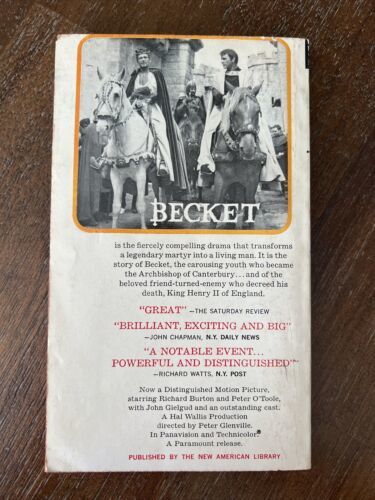 BECKET
is the fiercely compelling drama that transforms
a legendary martyr into a living man. It is the
story of Becket, the carousing youth who became
the Archbishop of Canterbury...and of the
beloved friend-turned-enemy who decreed his
death, King Henry II of England.
"GREAT" —THE SATURDAY REVIEW
"BRILLIANT, EXCITING AND BIG"
—JOHN CHAPMAN, N.Y. DAILY NEWS
"A NOTABLE EVENT...
POWERFUL AND DISTINGUISHED"
—RICHARD WATTS, N.Y. POST
Now a Distinguished Motion Picture,
starring Richard Burton and Peter O'Toole,
with John Gielgud and an outstanding cast.
A Hal Wallis Production
directed by Peter Glenville.
In Panavision and Technicolor.®
A Paramount release.
PUBLISHED BY THE NEW AMERICAN LIBRARY